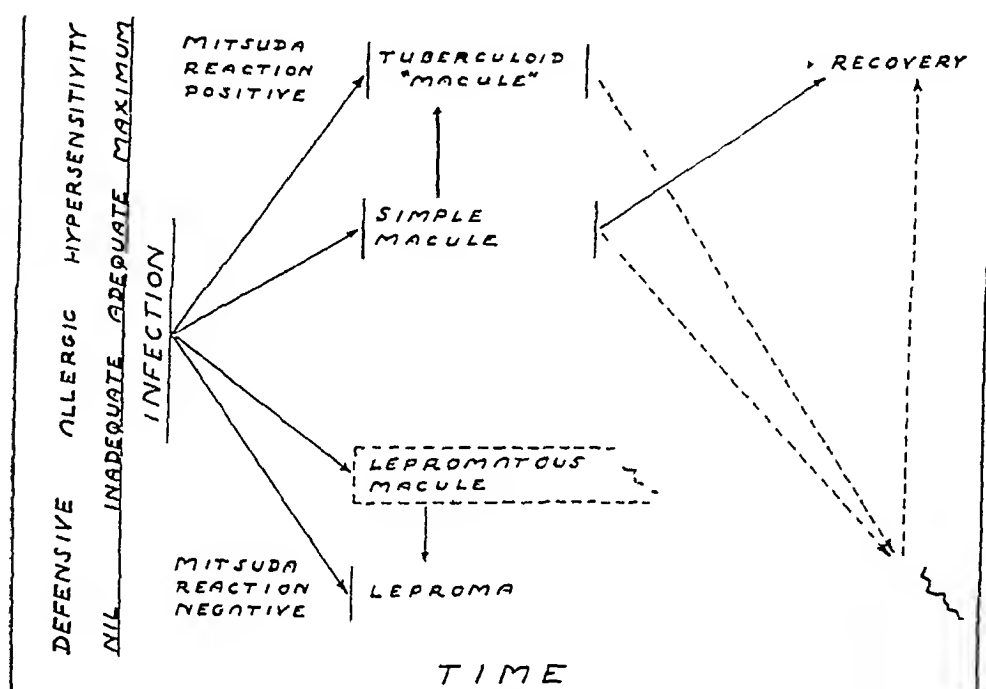 DEFENSIVE ALLERGIC HYPERSENSITIVITY
NIL INADEQUATE ADEQUATE MAXIMUM
INFECTION
MITSUDA
REACTION
POSITIVE
TUBERCULOID
"MACULE"
RECOVERY
SIMPLE
MACULE
LEPROMATOUS
MACULE
MITSUDA
REACTION
NEGATIVE
LEPROMA
TIME